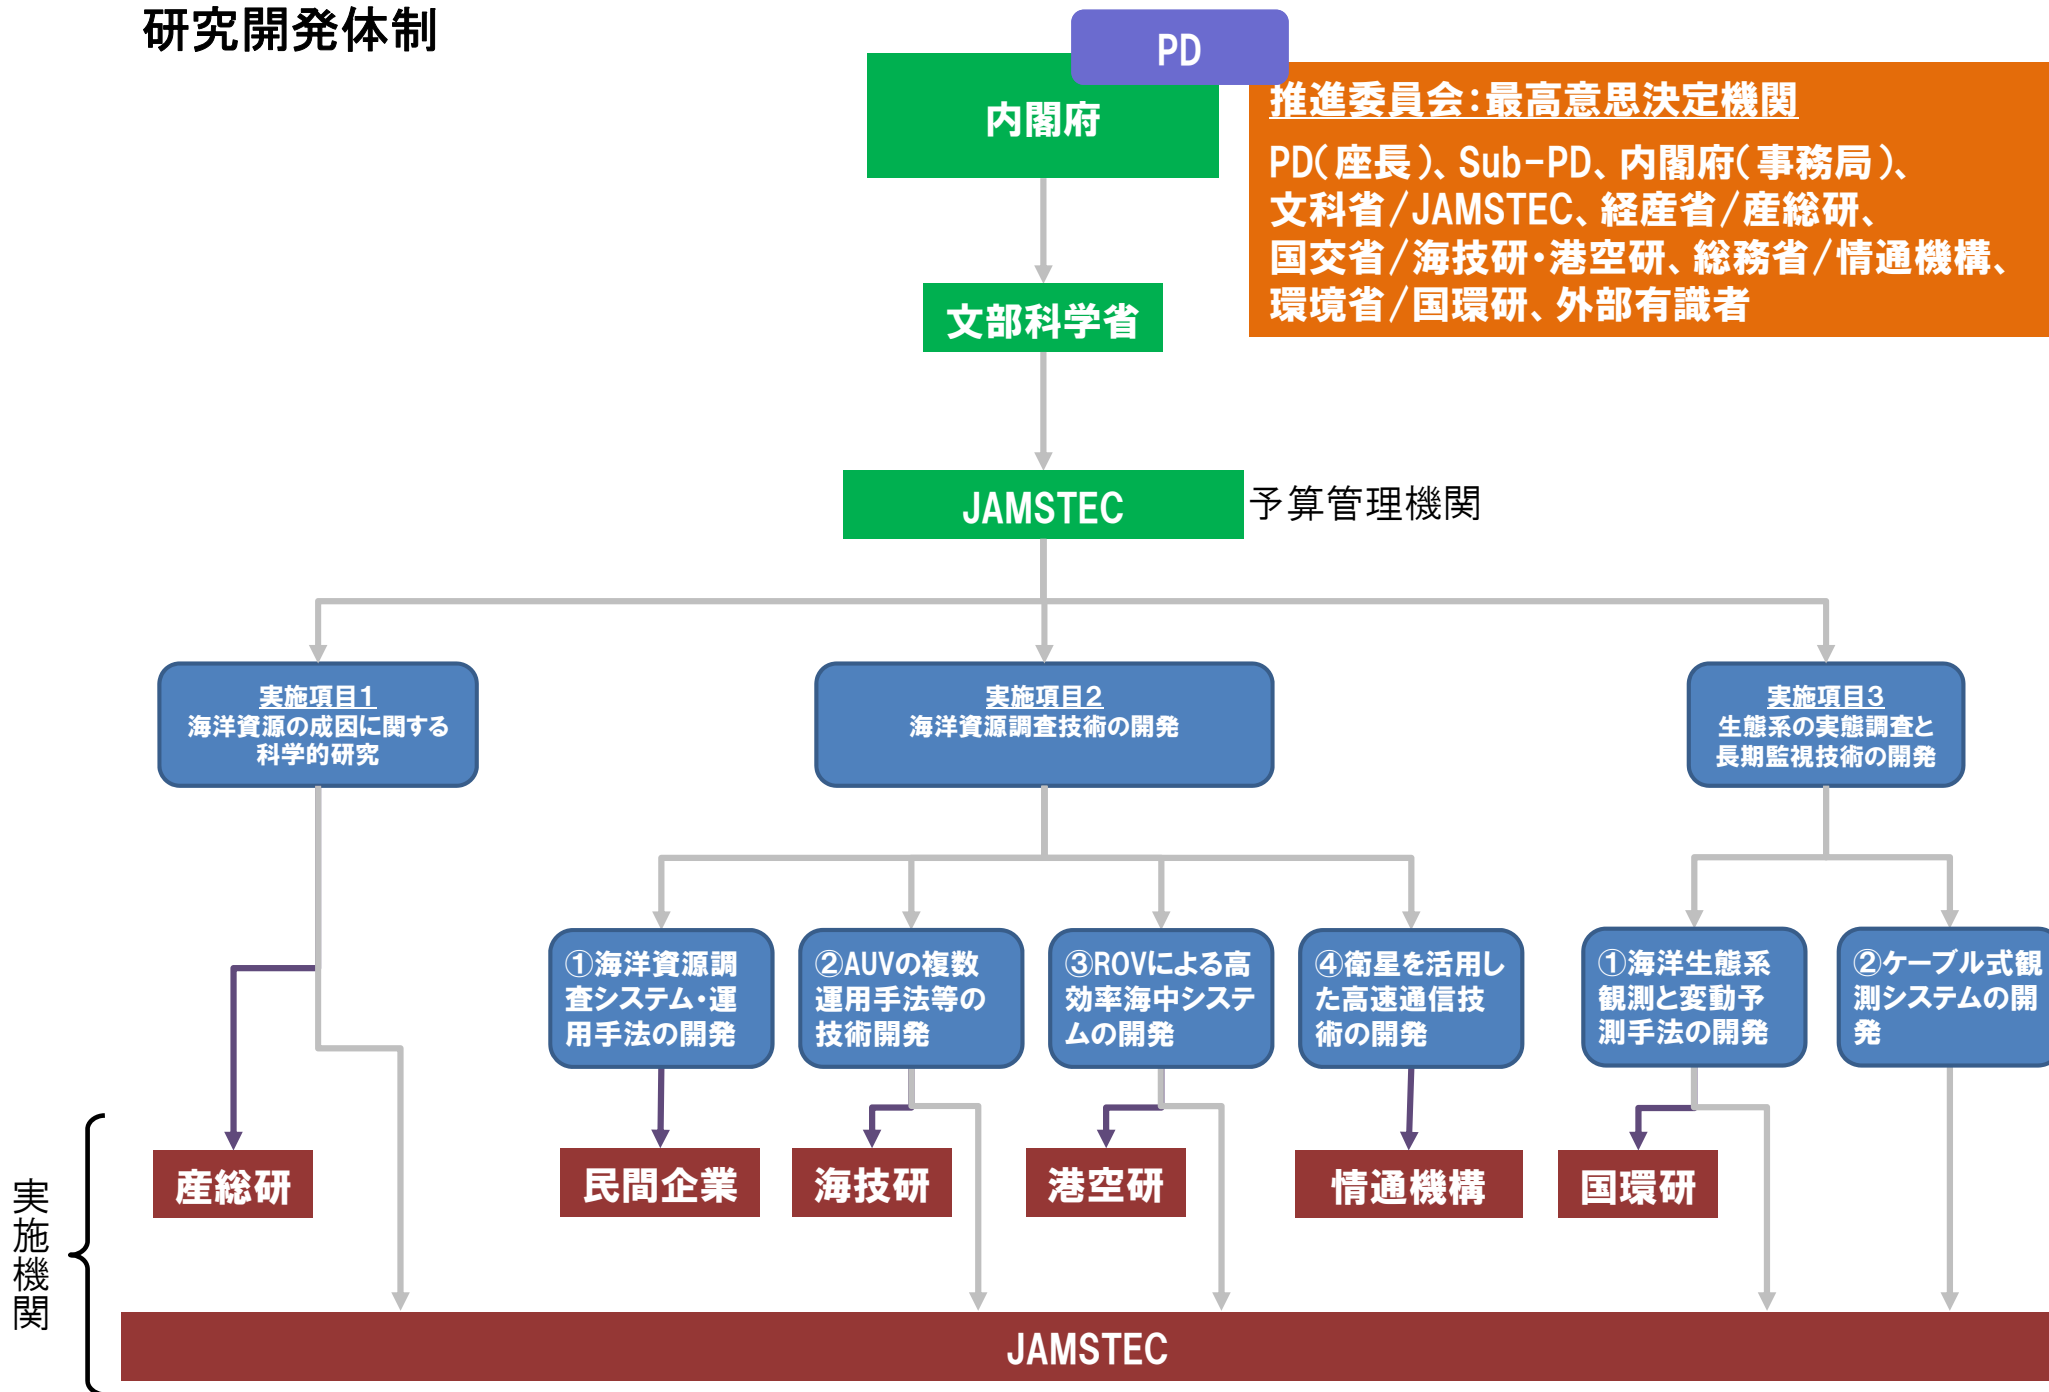 研究開発体制
PD
内閣府
推進委員会：最高意思決定機関
PD（座長）、Sub－PD、内閣府（事務局）、
文科省／JAMSTEC、経産省／産総研、
国交省／海技研・港空研、総務省／情通機構、
環境省／国環研、外部有識者
文部科学省
JAMSTEC
予算管理機関
実施項目１
海洋資源の成因に関する
科学的研究
実施項目２
海洋資源調査技術の開発
実施項目３
生態系の実態調査と
長期監視技術の開発
①海洋資源調
査システム・運
用手法の開発
②AUVの複数
運用手法等の
技術開発
③ROVによる高
効率海中システ
ムの開発
④衛星を活用し
た高速通信技
術の開発
①海洋生態系
観測と変動予
測手法の開発
②ケーブル式観
測システムの開
発
実施機関
産総研
民間企業
海技研
港空研
情通機構
国環研
JAMSTEC